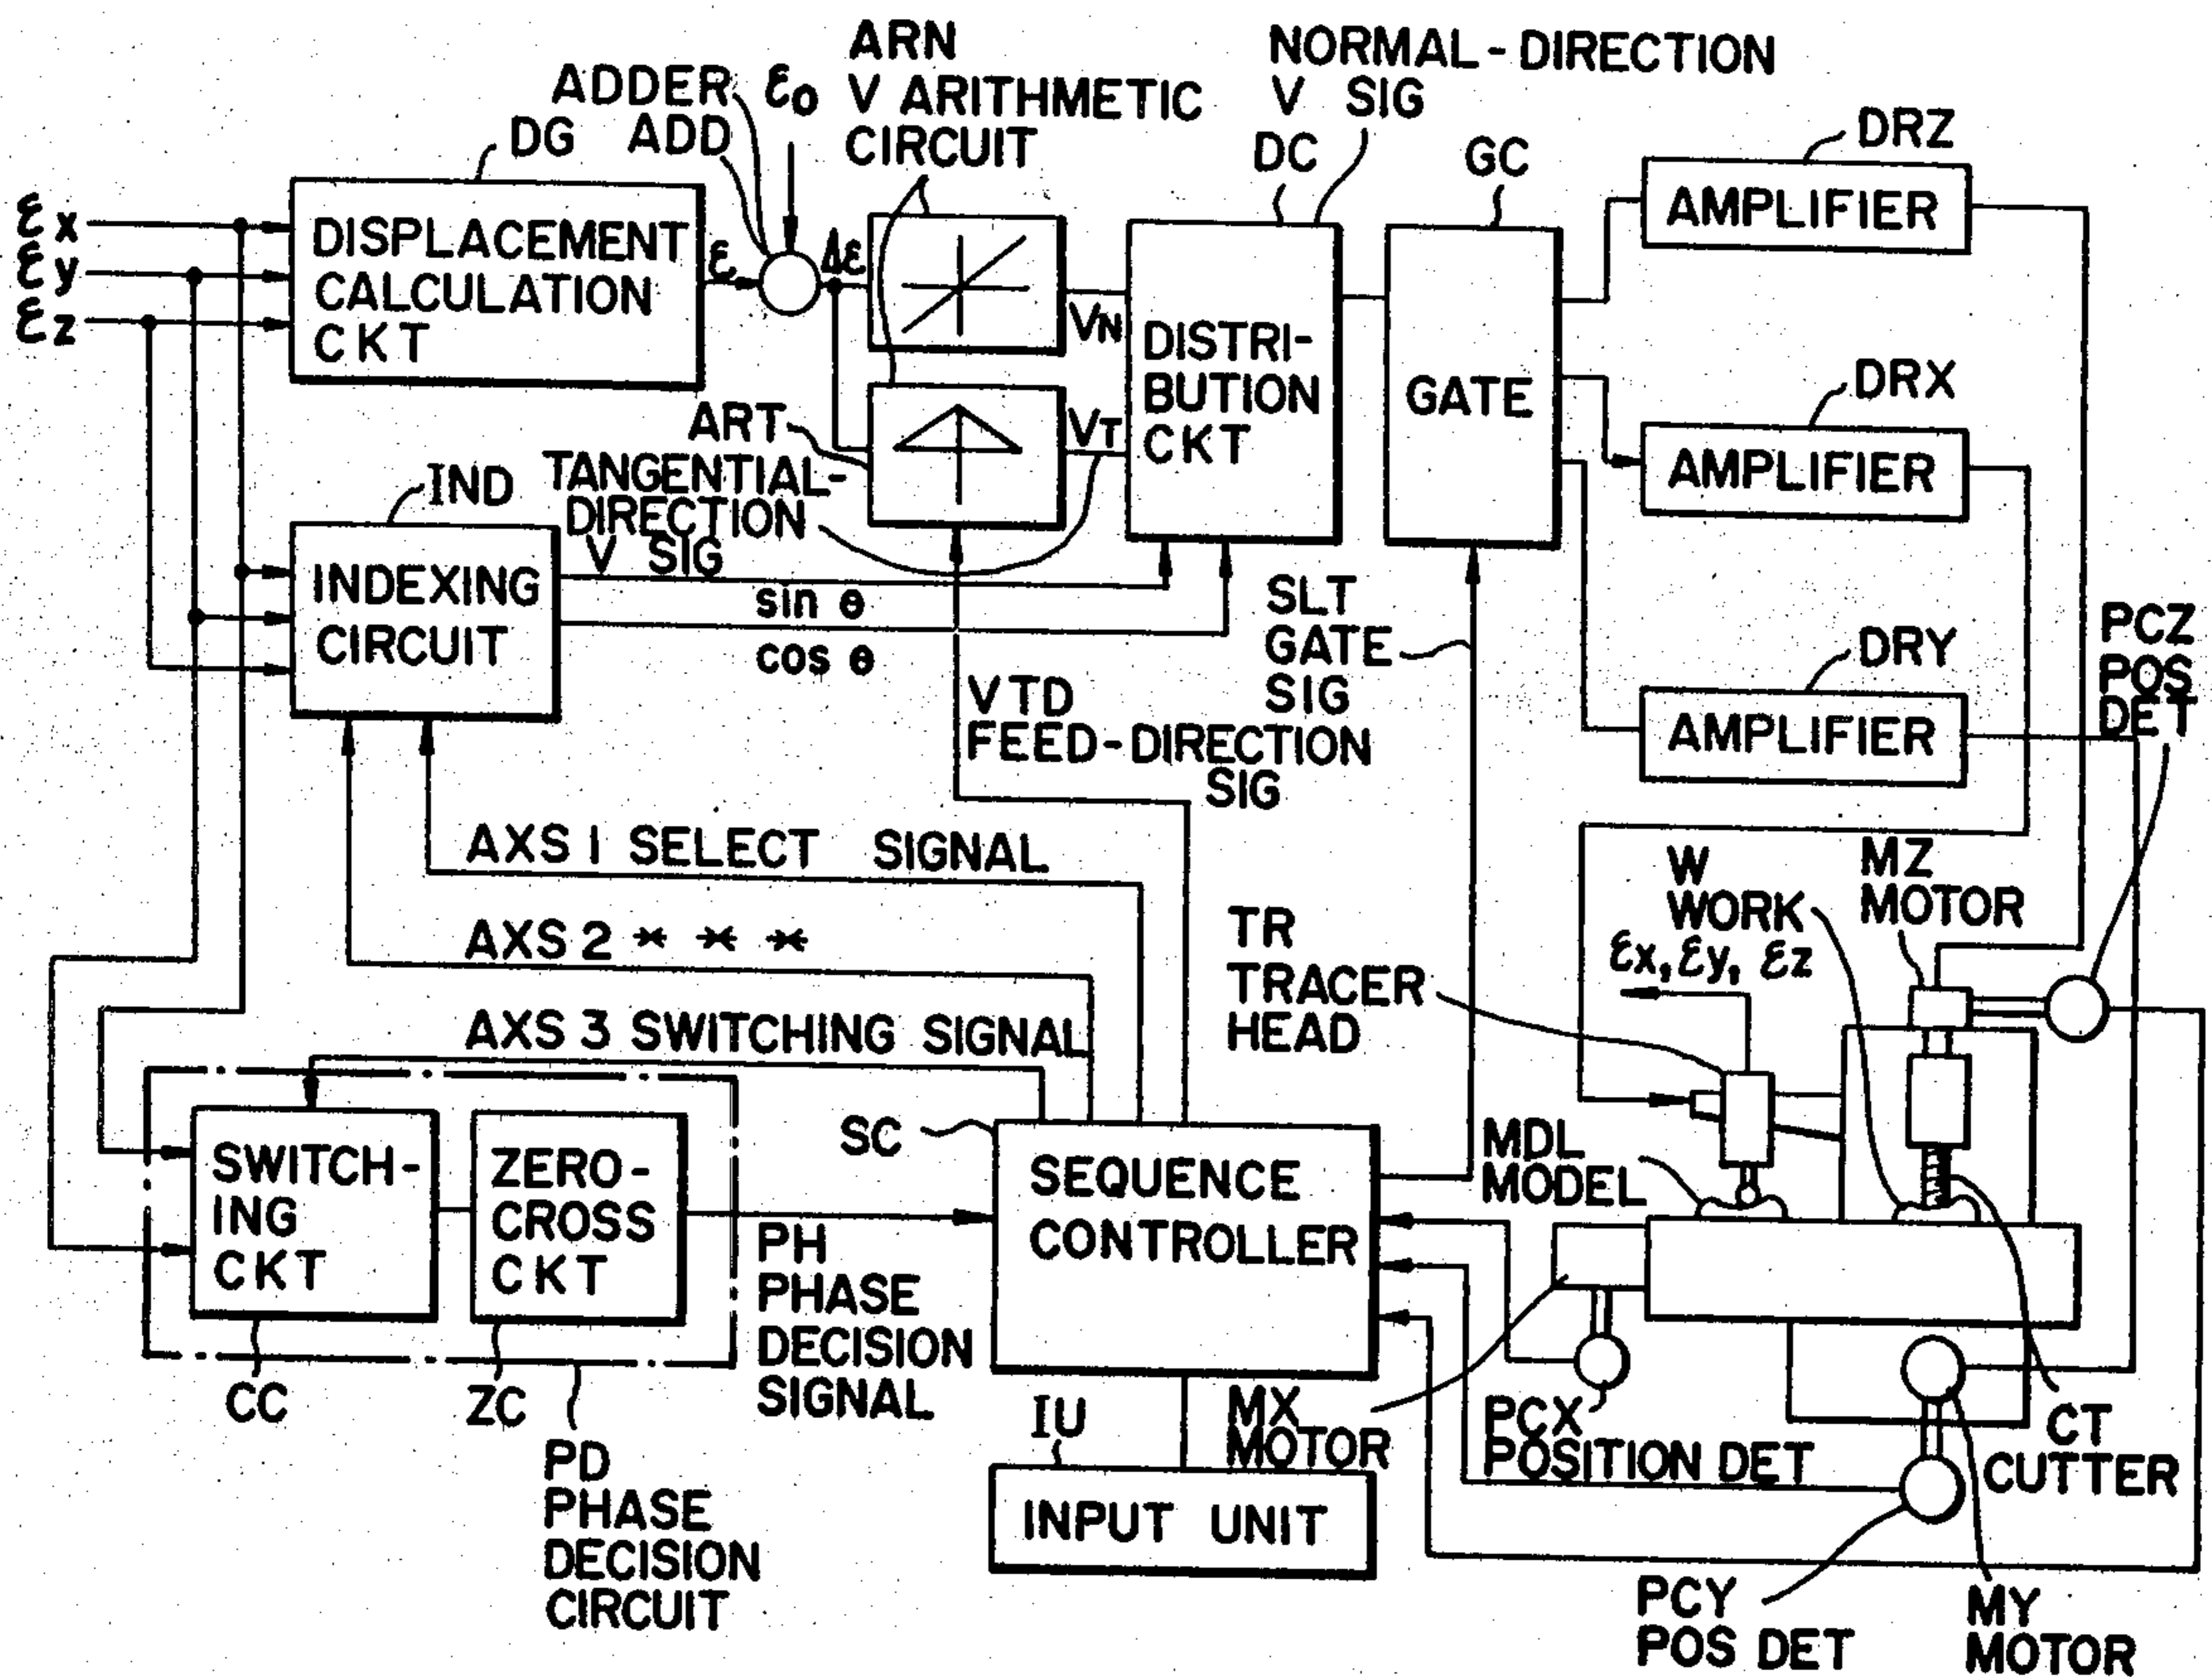 ARN
V ARITHMETIC
CIRCUIT
ADDER
ADD
ε0
NORMAL-DIRECTION
V SIG
DG
DC
GC
DRZ
AMPLIFIER
εx
εy
εz
DISPLACEMENT
CALCULATION
CKT
ε
Δε
VN
DISTRI-
BUTION
CKT
GATE
DRX
AMPLIFIER
ART
VT
TANGENTIAL-
DIRECTION
V SIG
IND
INDEXING
CIRCUIT
sin θ
cos θ
SLT
GATE
SIG
DRY
AMPLIFIER
PCZ
POS
DET
VTD
FEED-DIRECTION
SIG
AXS 1 SELECT SIGNAL
AXS 2 * * *
AXS 3 SWITCHING SIGNAL
TR
TRACER
HEAD
W
WORK
εx, εy, εz
MZ
MOTOR
SWITCH-
ING
CKT
ZERO-
CROSS
CKT
SC
SEQUENCE
CONTROLLER
MDL
MODEL
PH
PHASE
DECISION
SIGNAL
CC
ZC
PD
PHASE
DECISION
CIRCUIT
IU
INPUT UNIT
MX
MOTOR
PCX
POSITION DET
CT
CUTTER
PCY
POS DET
MY
MOTOR